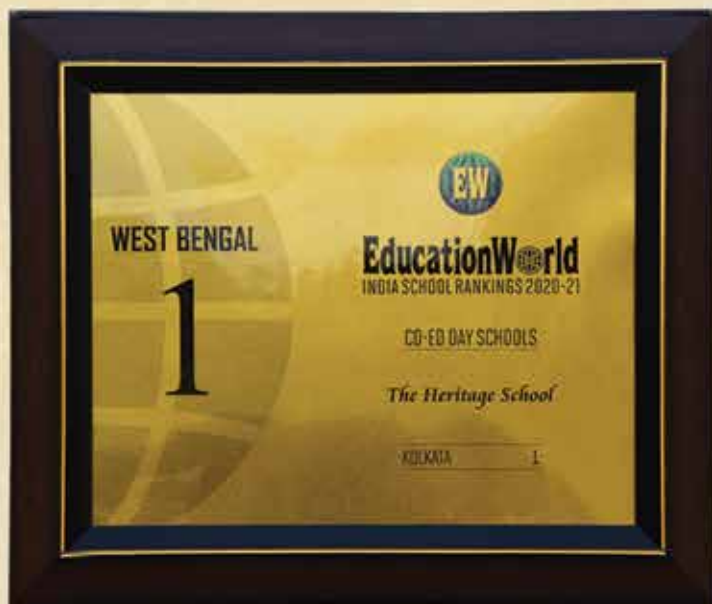 WEST BENGAL
1
EW
EducationWorld
INDIA SCHOOL RANKINGS 2020-21
CO-ED DAY SCHOOLS
The Heritage School
KOLKATA 1